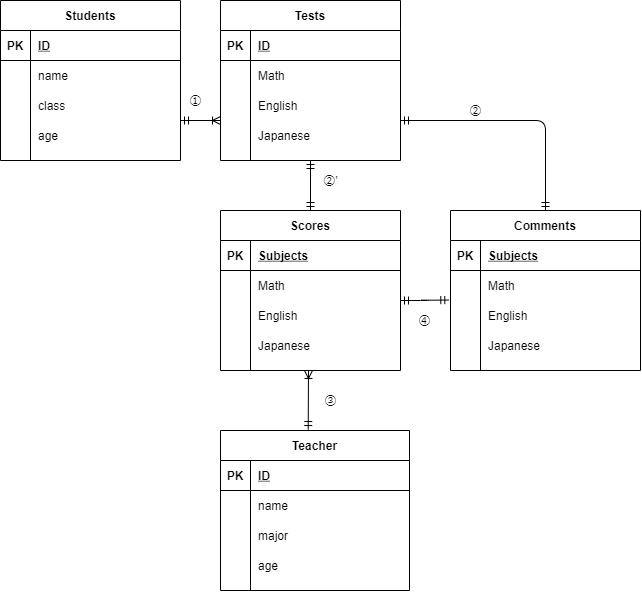 Students
PK ID
name
class
age
①
Tests
PK ID
Math
English
Japanese
②
②'
Scores
PK Subjects
Math
English
Japanese
④
Comments
PK Subjects
Math
English
Japanese
③
Teacher
PK ID
name
major
age